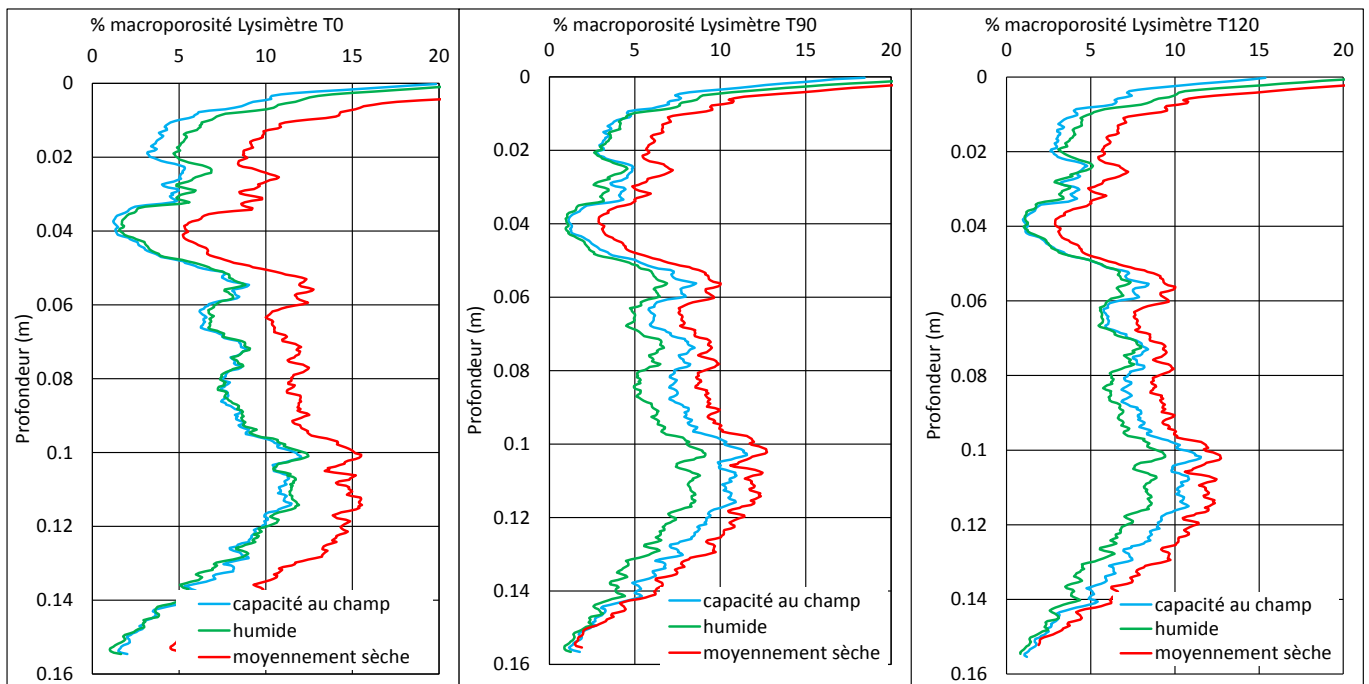 % macroporosité Lysimètre T0
0 5 10 15 20
0
0.02
0.04
0.06
0.08
0.1
0.12
0.14
0.16
Profondeur (m)
capacité au champ
humide
moyennement sèche
% macroporosité Lysimètre T90
0 5 10 15 20
0
0.02
0.04
0.06
0.08
0.1
0.12
0.14
0.16
Profondeur (m)
capacité au champ
humide
moyennement sèche
% macroporosité Lysimètre T120
0 5 10 15 20
0
0.02
0.04
0.06
0.08
0.1
0.12
0.14
0.16
Profondeur (m)
capacité au champ
humide
moyennement sèche